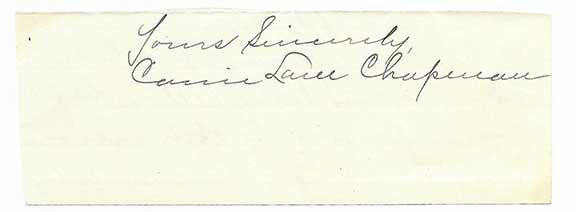 Yours Sincerely,
Carrie Lane Chapman